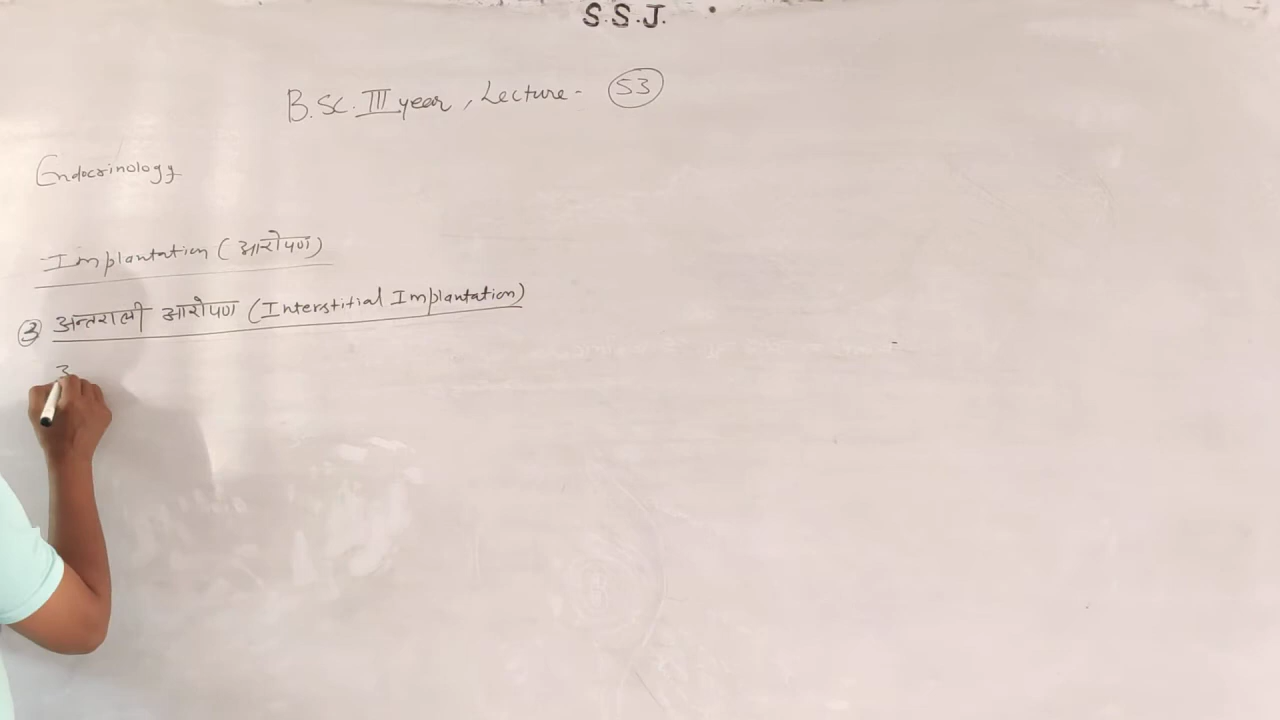 S.S.J.
B.Sc. III year, Lecture- 53
Endocrinology
Implantation (आरोपण)
3 अन्तराली आरोपण (Interstitial Implantation)